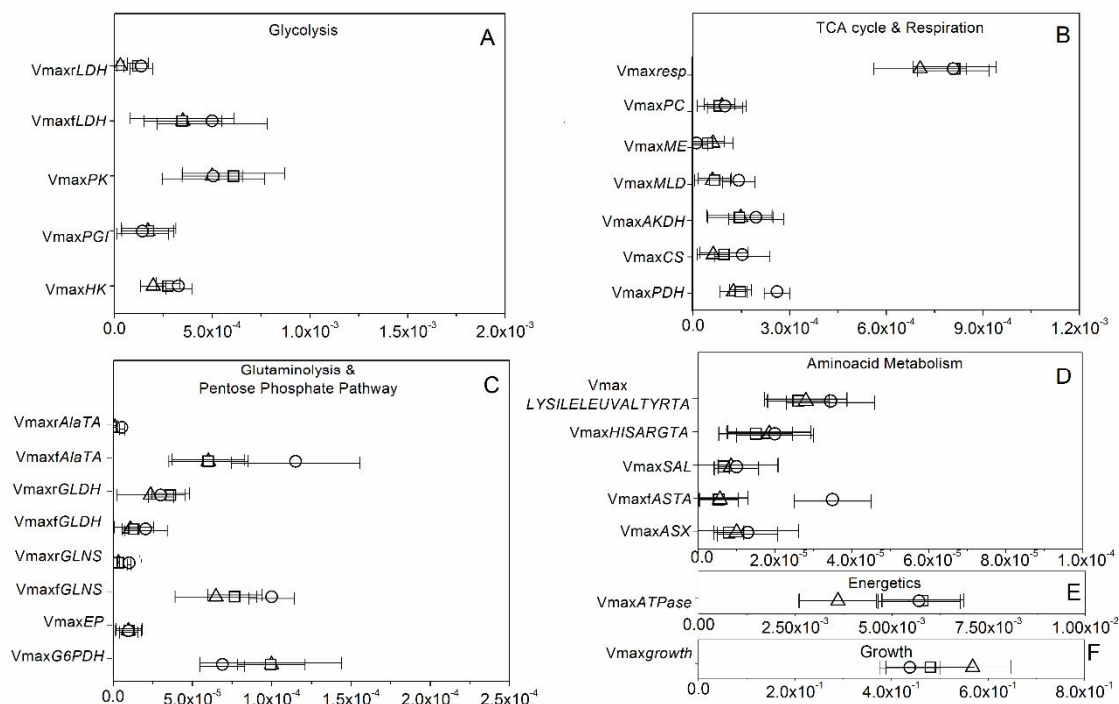 Glycolysis
A
VmaxrLDH
VmaxfLDH
VmaxPK
VmaxPGI
VmaxHK
0.0 5.0x10⁻⁴ 1.0x10⁻³ 1.5x10⁻³ 2.0x10⁻³
TCA cycle & Respiration
B
Vmaxresp
VmaxPC
VmaxME
VmaxMLD
VmaxAKDH
VmaxCS
VmaxPDH
0.0 3.0x10⁻⁴ 6.0x10⁻⁴ 9.0x10⁻⁴ 1.2x10⁻³
Glutaminolysis &
Pentose Phosphate Pathway
C
VmaxrAlaTA
VmaxfAlaTA
VmaxrGLDH
VmaxfGLDH
VmaxrGLNS
VmaxfGLNS
VmaxEP
VmaxG6PDH
0.0 5.0x10⁻⁵ 1.0x10⁻⁴ 1.5x10⁻⁴ 2.0x10⁻⁴ 2.5x10⁻⁴
Aminoacid Metabolism
D
Vmax
LYSILELEUVALTYRTA
VmaxHISARGTA
VmaxSAL
VmaxfASTA
VmaxASX
0.0 2.0x10⁻⁵ 4.0x10⁻⁵ 6.0x10⁻⁵ 8.0x10⁻⁵ 1.0x10⁻⁴
Energetics
E
VmaxATPase
0.00 2.50x10⁻³ 5.00x10⁻³ 7.50x10⁻³ 1.00x10⁻²
Growth
F
Vmaxgrowth
0.0 2.0x10⁻¹ 4.0x10⁻¹ 6.0x10⁻¹ 8.0x10⁻¹